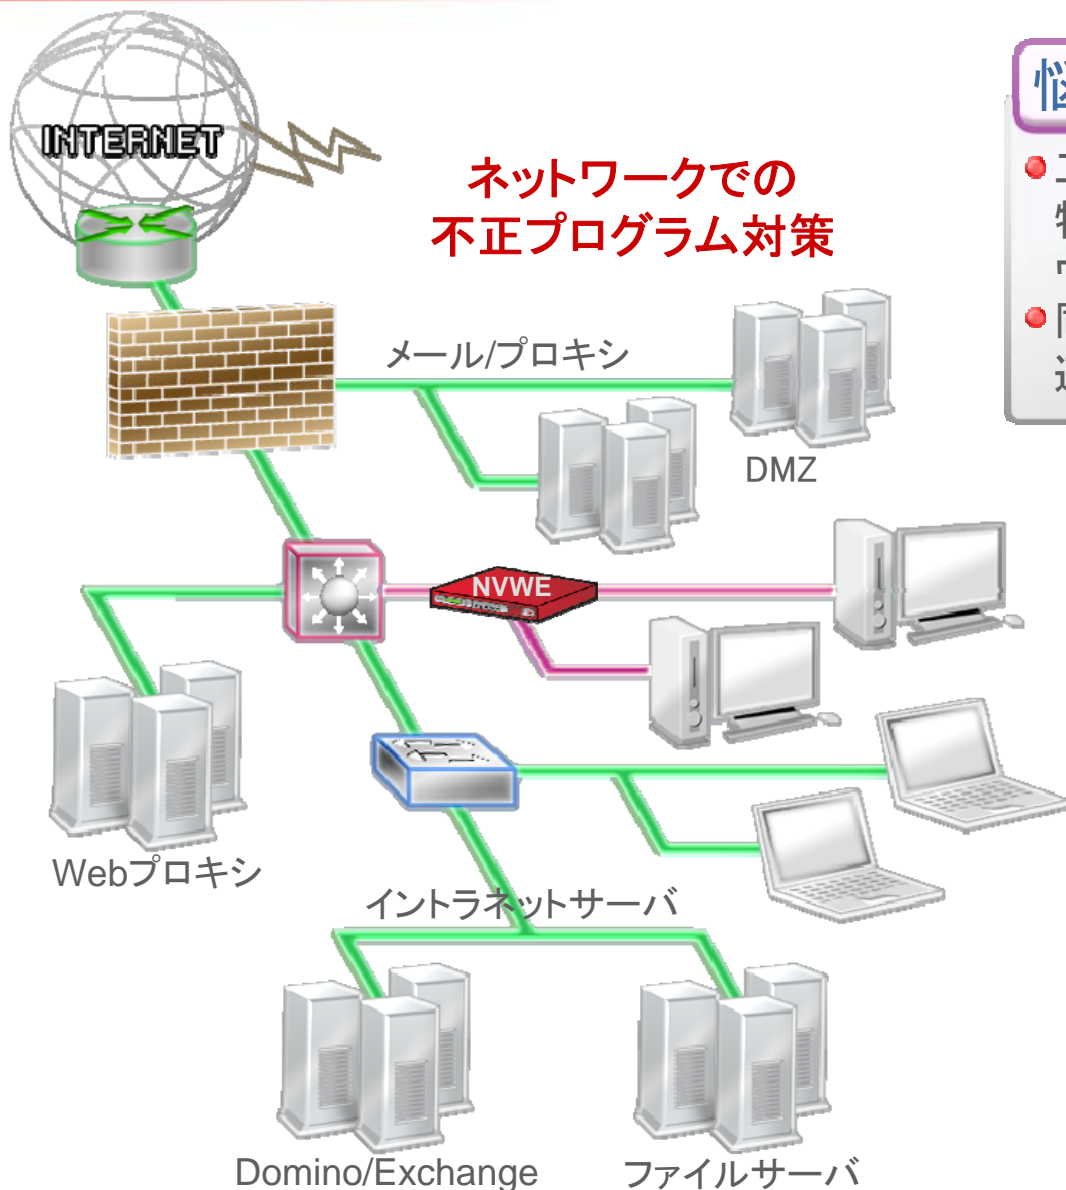 INTERNET
ネットワークでの
不正プログラム対策
悩
メール/プロキシ
DMZ
NVWE
Webプロキシ
イントラネットサーバ
Domino/Exchange
ファイルサーバ